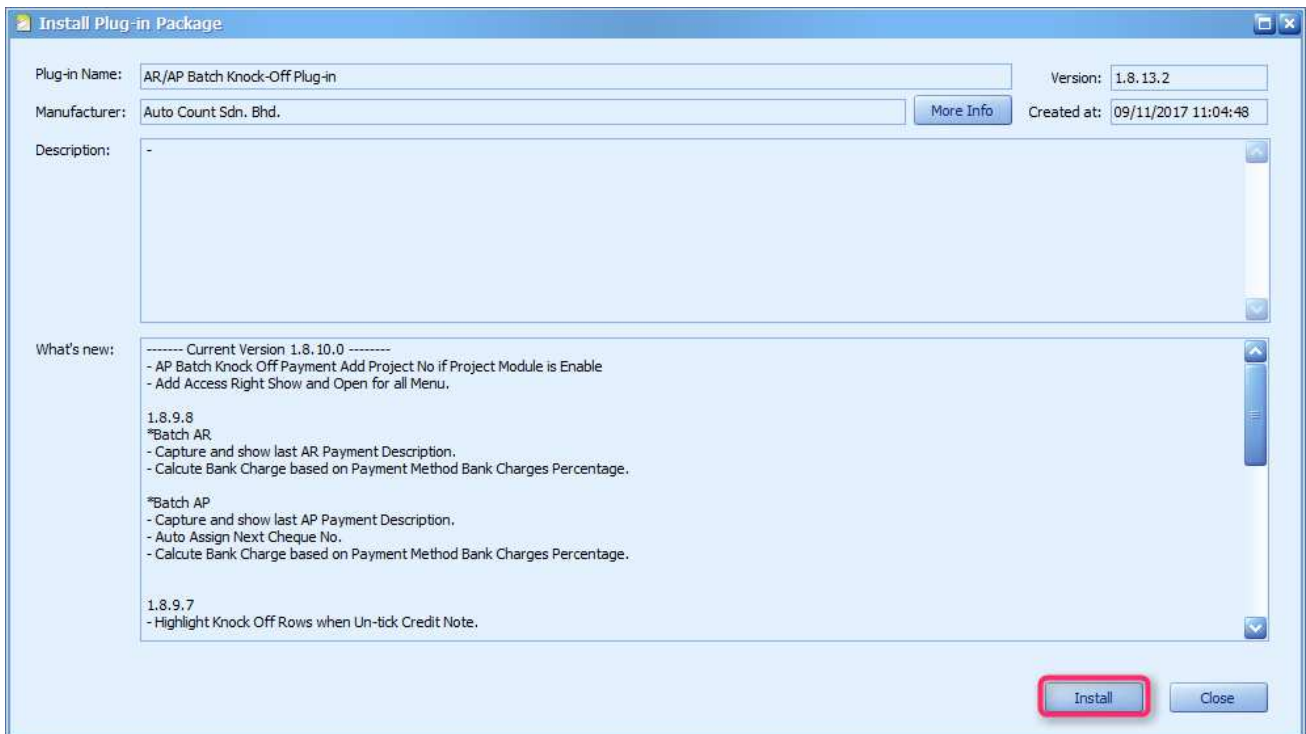 Install Plug-in Package
Plug-in Name: AR/AP Batch Knock-Off Plug-in Version: 1.8.13.2
Manufacturer: Auto Count Sdn. Bhd. More Info Created at: 09/11/2017 11:04:48
Description: -
What's new: ------- Current Version 1.8.10.0 --------
- AP Batch Knock Off Payment Add Project No if Project Module is Enable
- Add Access Right Show and Open for all Menu.
1.8.9.8
*Batch AR
- Capture and show last AR Payment Description.
- Calcute Bank Charge based on Payment Method Bank Charges Percentage.
*Batch AP
- Capture and show last AP Payment Description.
- Auto Assign Next Cheque No.
- Calcute Bank Charge based on Payment Method Bank Charges Percentage.
1.8.9.7
- Highlight Knock Off Rows when Un-tick Credit Note.
Install Close